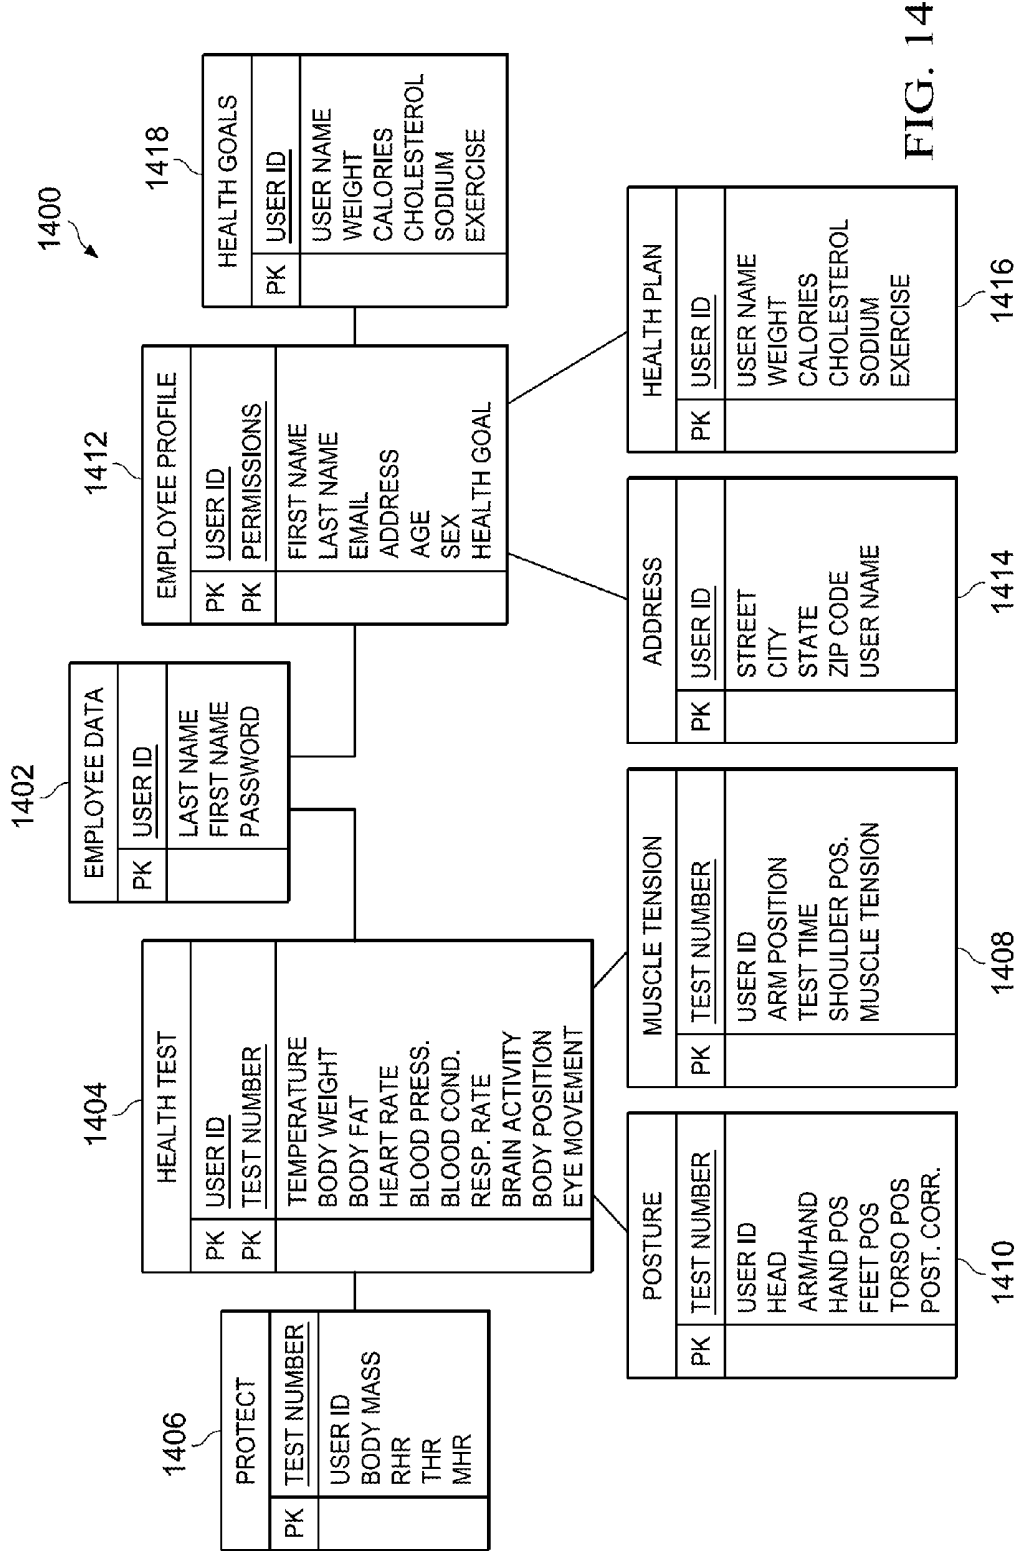 1400
1402
EMPLOYEE DATA
PK USER ID
LAST NAME
FIRST NAME
PASSWORD
1406
PROTECT
PK TEST NUMBER
USER ID
BODY MASS
RHR
THR
MHR
1404
HEALTH TEST
PK USER ID
PK TEST NUMBER
TEMPERATURE
BODY WEIGHT
BODY FAT
HEART RATE
BLOOD PRESS.
BLOOD COND.
RESP. RATE
BRAIN ACTIVITY
BODY POSITION
EYE MOVEMENT
1412
EMPLOYEE PROFILE
PK USER ID
PK PERMISSIONS
FIRST NAME
LAST NAME
EMAIL
ADDRESS
AGE
SEX
HEALTH GOAL
1418
HEALTH GOALS
PK USER ID
USER NAME
WEIGHT
CALORIES
CHOLESTEROL
SODIUM
EXERCISE
POSTURE
PK TEST NUMBER
USER ID
HEAD
ARM/HAND
HAND POS
FEET POS
TORSO POS
POST. CORR.
1410
MUSCLE TENSION
PK TEST NUMBER
USER ID
ARM POSITION
TEST TIME
SHOULDER POS.
MUSCLE TENSION
1408
ADDRESS
PK USER ID
STREET
CITY
STATE
ZIP CODE
USER NAME
1414
HEALTH PLAN
PK USER ID
USER NAME
WEIGHT
CALORIES
CHOLESTEROL
SODIUM
EXERCISE
1416
FIG. 14